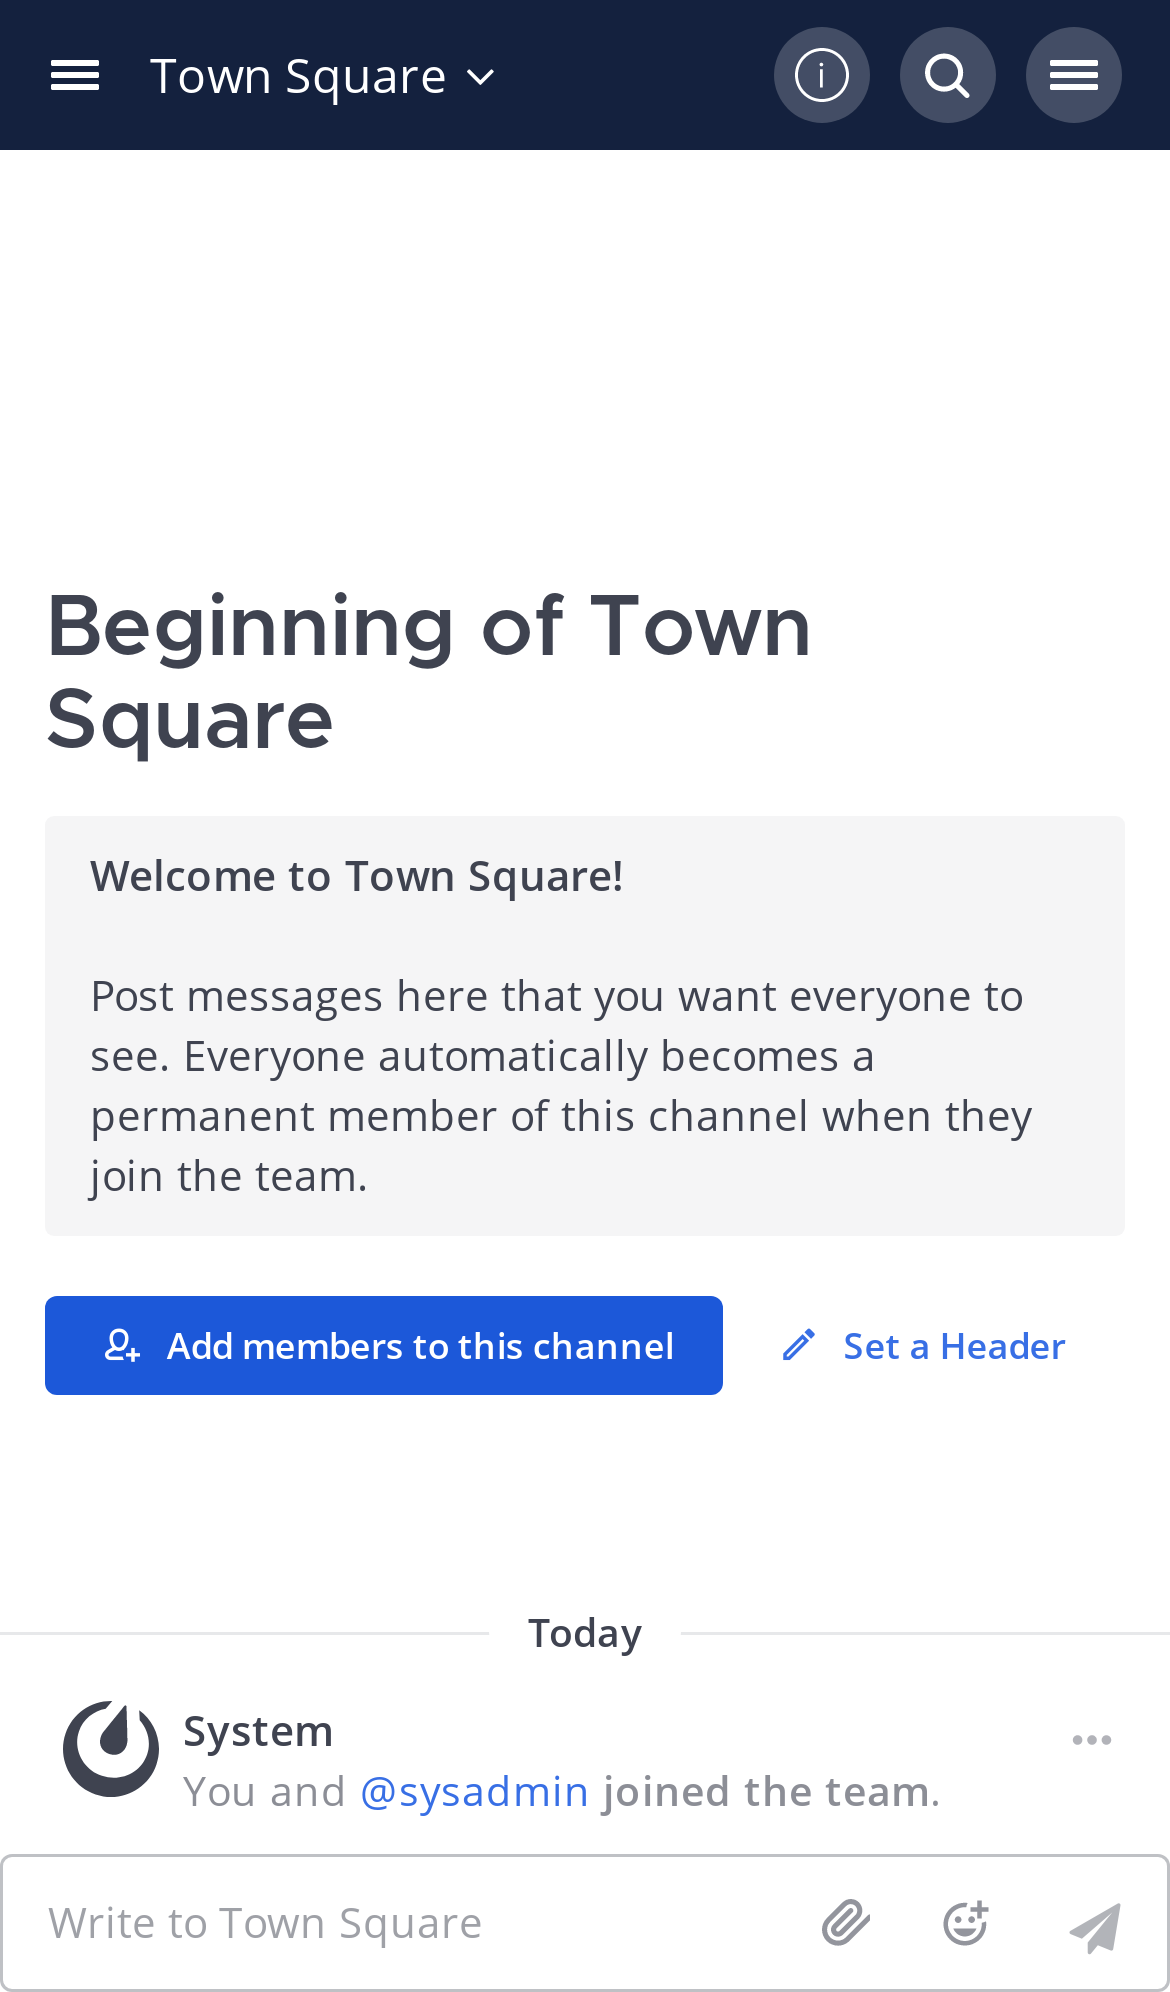 Town Square
Beginning of Town
Square
Welcome to Town Square!
Post messages here that you want everyone to
see. Everyone automatically becomes a
permanent member of this channel when they
join the team.
Add members to this channel
Set a Header
Today
System
You and @sysadmin joined the team.
Write to Town Square